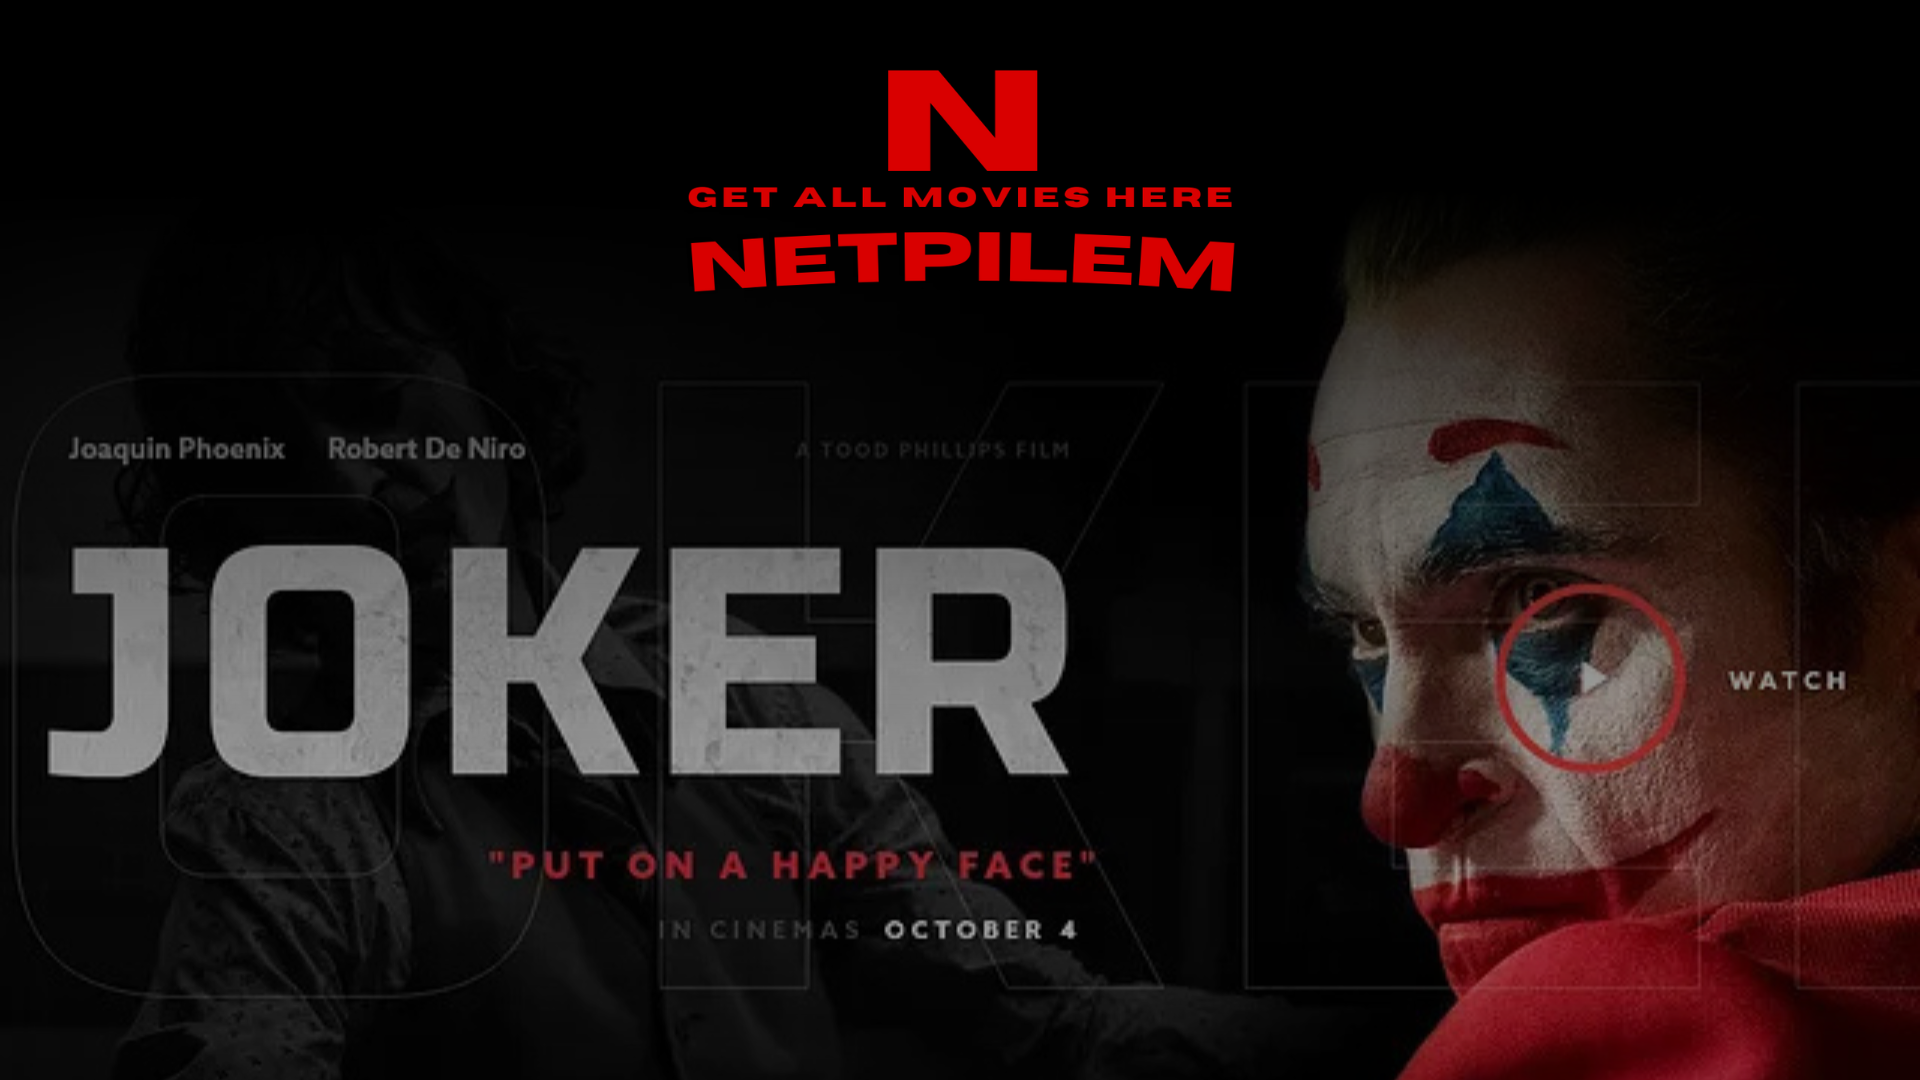 N
GET ALL MOVIES HERE
NETPILEM
Joaquin Phoenix Robert De Niro
A TOOD PHILLIPS FILM
JOKER
WATCH
"PUT ON A HAPPY FACE"
IN CINEMAS OCTOBER 4